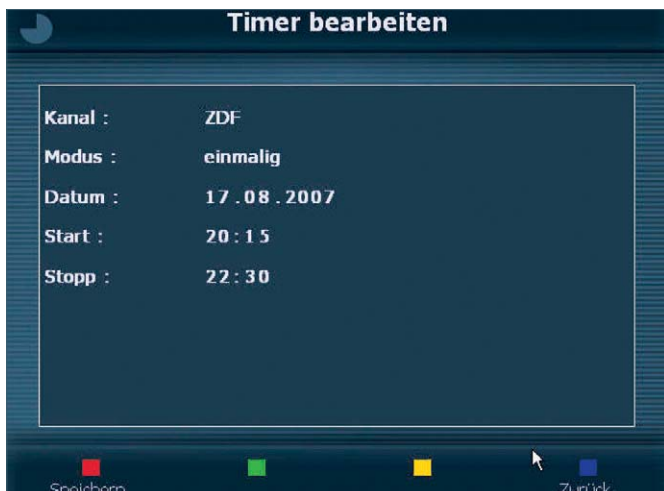 Timer bearbeiten
Kanal : ZDF
Modus : einmalig
Datum : 17.08.2007
Start : 20:15
Stopp : 22:30
Speichern Zurück